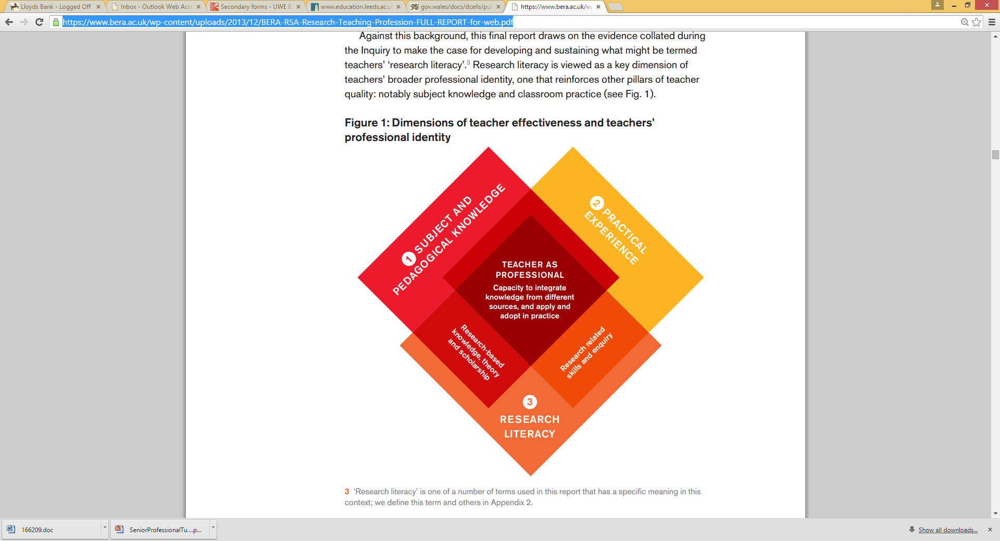 Lloyds Bank - Logged Off
Inbox - Outlook Web Acc
Secondary forms - UWE B
www.education.leeds.ac.u
gov.wales/docs/dcells/pu
https://www.bera.ac.uk/w
https://www.bera.ac.uk/wp-content/uploads/2013/12/BERA-RSA-Research-Teaching-Profession-FULL-REPORT-for-web.pdf
Against this background, this final report draws on the evidence collated during
the Inquiry to make the case for developing and sustaining what might be termed
teachers’ ‘research literacy’.3 Research literacy is viewed as a key dimension of
teachers’ broader professional identity, one that reinforces other pillars of teacher
quality: notably subject knowledge and classroom practice (see Fig. 1).
Figure 1: Dimensions of teacher effectiveness and teachers’
professional identity
1 SUBJECT AND
PEDAGOGICAL KNOWLEDGE
2 PRACTICAL
EXPERIENCE
TEACHER AS
PROFESSIONAL
Capacity to integrate
knowledge from different
sources, and apply and
adopt in practice
Research-based
knowledge, theory
and scholarship
Research related
skills and enquiry
3
RESEARCH
LITERACY
3 ‘Research literacy’ is one of a number of terms used in this report that has a specific meaning in this
context; we define this term and others in Appendix 2.
166209.doc
SeniorProfessionalTu....p...
Show all downloads...